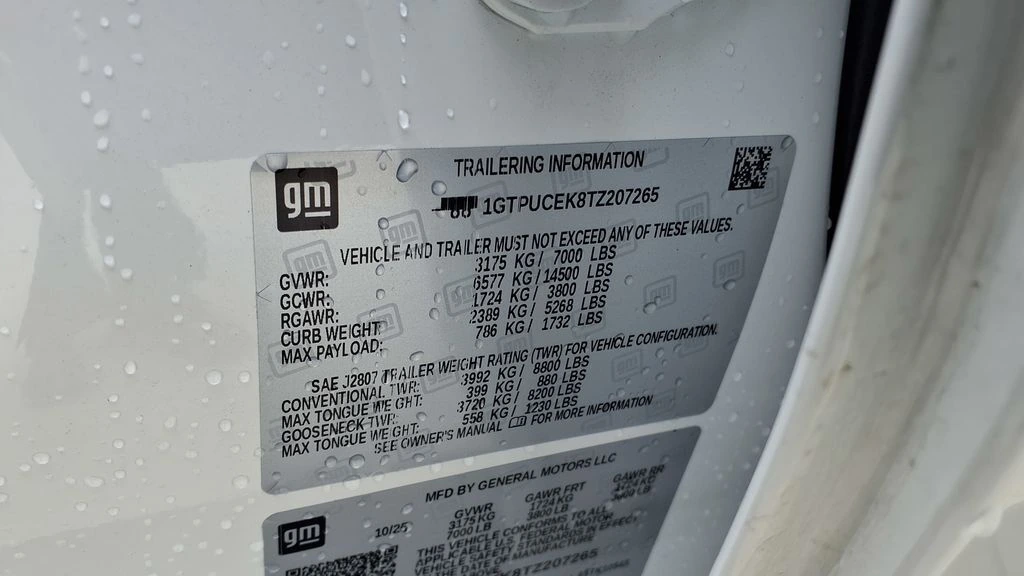 gm
TRAILERING INFORMATION
1GTPUCEK8TZ207265
VEHICLE AND TRAILER MUST NOT EXCEED ANY OF THESE VALUES.
GVWR: 3175 KG/ 7000 LBS
GCWR: 6577 KG/14500 LBS
RGAWR: 1724 KG/ 3800 LBS
CURB WEIGHT: 2389 KG/ 5268 LBS
MAX PAYLOAD: 786 KG/ 1732 LBS
SAE J2807 TRAILER WEIGHT RATING (TWR) FOR VEHICLE CONFIGURATION.
CONVENTIONAL TWR: 3992 KG/ 8800 LBS
MAX TONGUE WEIGHT: 399 KG/ 880 LBS
GOOSENECK TWR: 3720 KG/ 8200 LBS
MAX TONGUE WEIGHT: 558 KG/ 1230 LBS
SEE OWNER'S MANUAL FOR MORE INFORMATION
MFD BY GENERAL MOTORS LLC
gm
10/25
GVWR GAWR FRT GAWR RR
3175 KG 1724 KG
7000 LB 3800 LB
THIS VEHICLE CONFORMS TO ALL